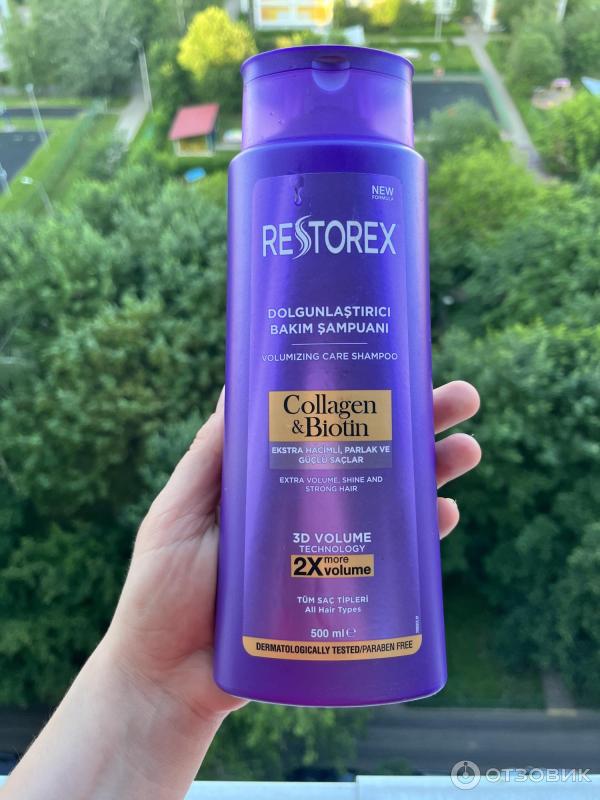 NEW
FORMULA
RESTOREX
DOLGUNLAŞTIRICI
BAKIM ŞAMPUANI
VOLUMIZING CARE SHAMPOO
Collagen
& Biotin
EKSTRA HACİMLİ, PARLAK VE
GÜÇLÜ SAÇLAR
EXTRA VOLUME, SHINE AND
STRONG HAIR
3D VOLUME
TECHNOLOGY
2X more
volume
TÜM SAÇ TİPLERİ
All Hair Types
500 ml e
DERMATOLOGICALLY TESTED/PARABEN FREE
ОТЗОВИК